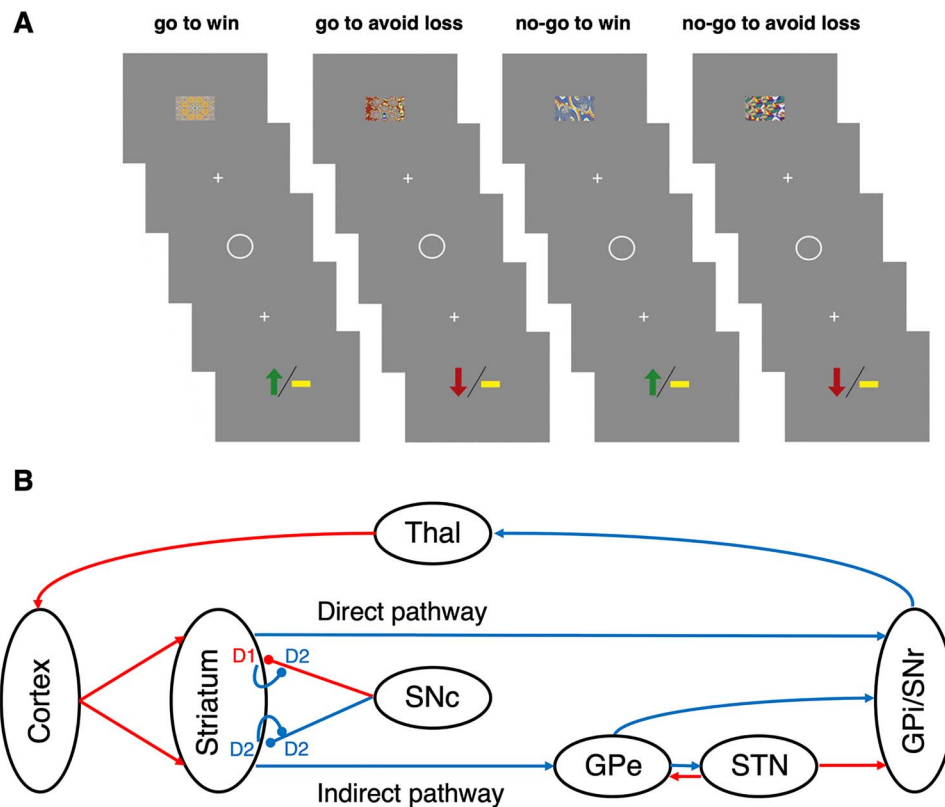 A
go to win
go to avoid loss
no-go to win
no-go to avoid loss
B
Thal
Direct pathway
Cortex
Striatum
D1
D2
SNc
D2
D2
GPe
STN
GPi/SNr
Indirect pathway